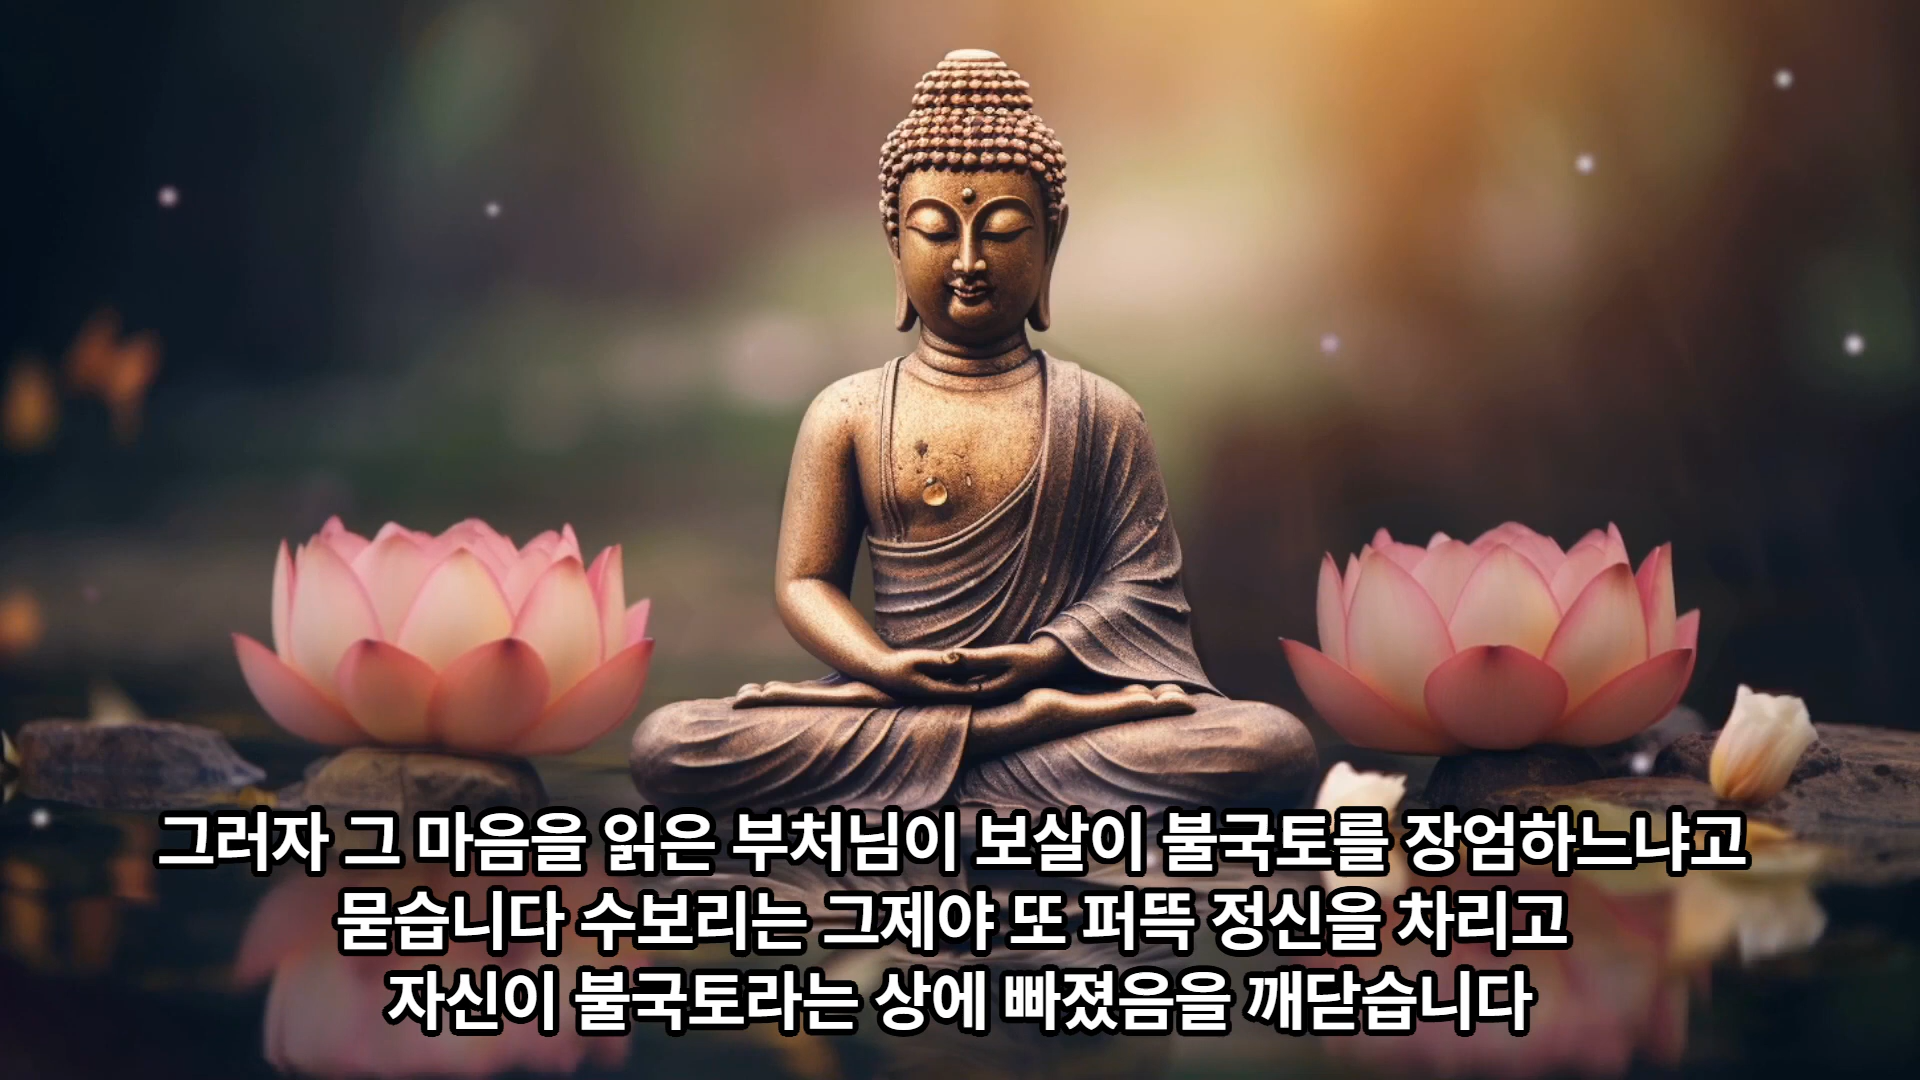 그러자 그 마음을 읽은 부처님이 보살이 불국토를 장엄하느냐고
묻습니다 수보리는 그제야 또 퍼뜩 정신을 차리고
자신이 불국토라는 상에 빠졌음을 깨닫습니다